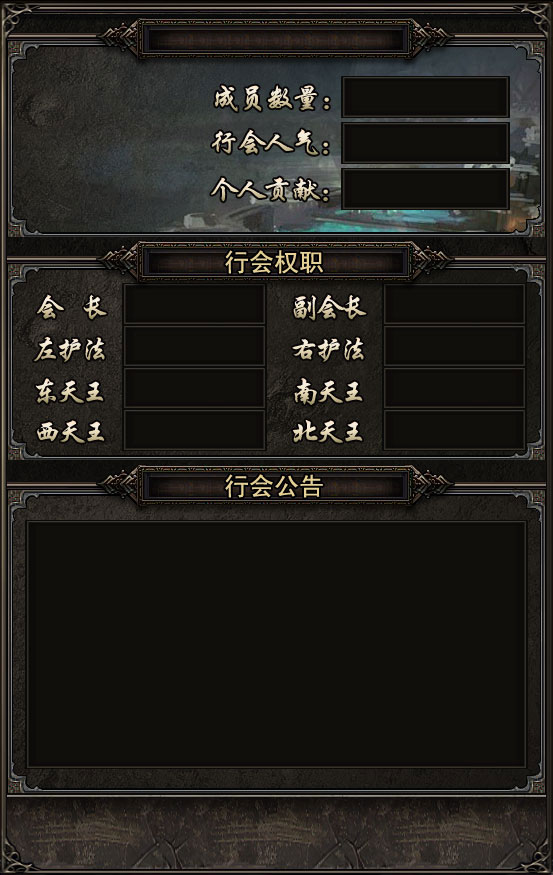 成员数量：
行会人气：
个人贡献：
行会权职
会 长 副会长
左护法 右护法
东天王 南天王
西天王 北天王
行会公告